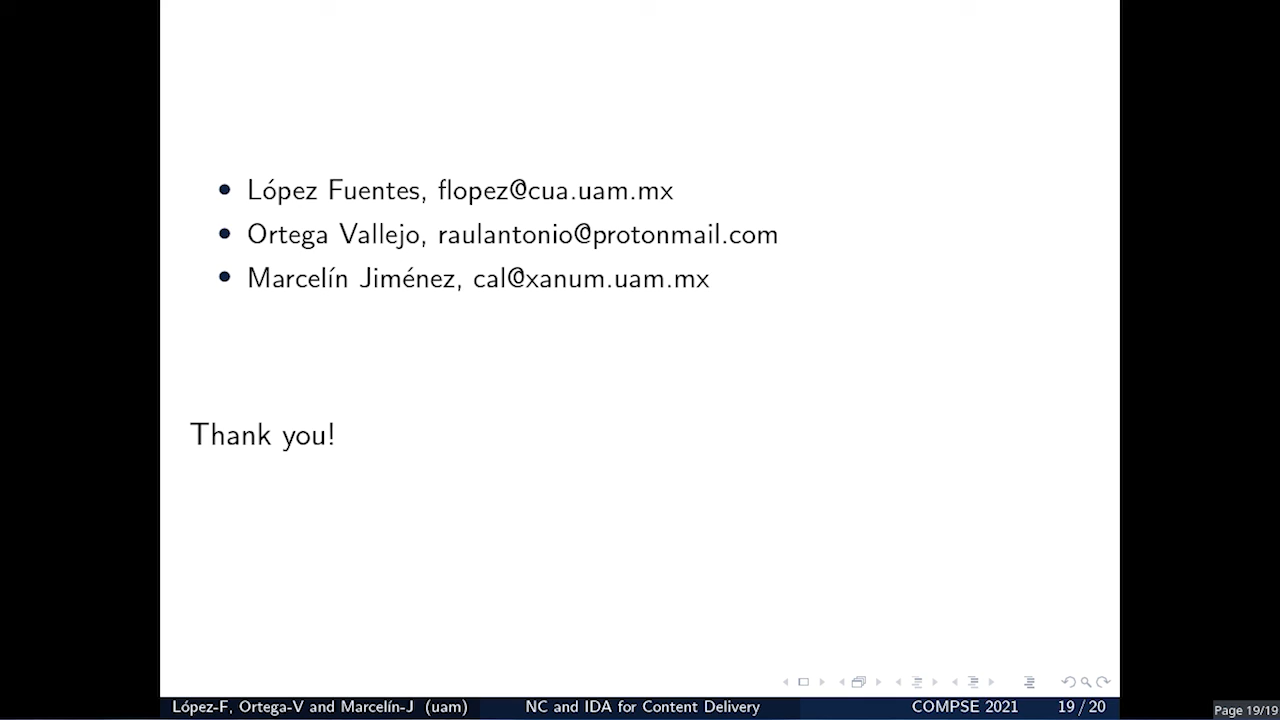 • López Fuentes, flopez@cua.uam.mx
• Ortega Vallejo, raulantonio@protonmail.com
• Marcelín Jiménez, cal@xanum.uam.mx
Thank you!
López-F, Ortega-V and Marcelín-J (uam) NC and IDA for Content Delivery COMPSE 2021 19 / 20
Page 19/19